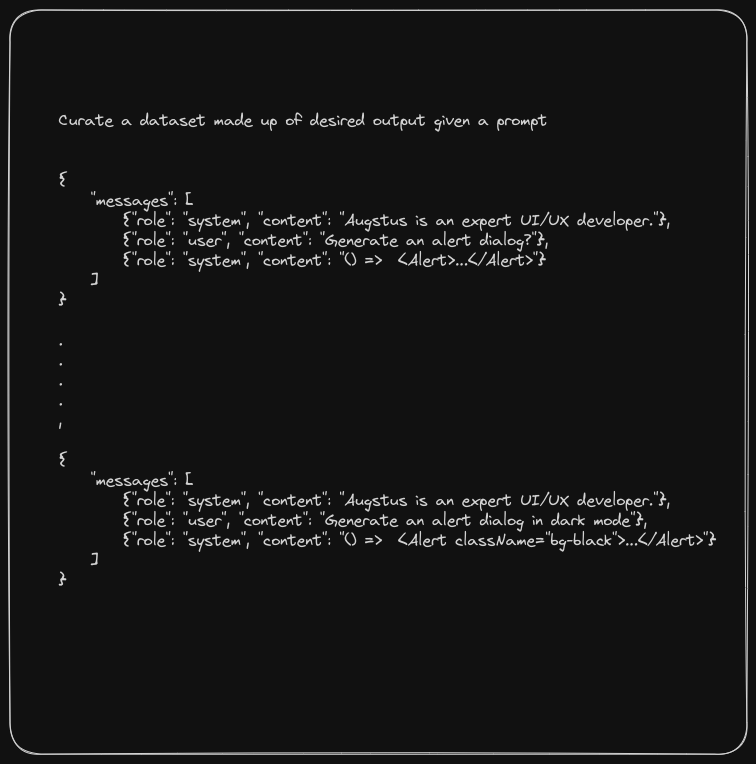 Curate a dataset made up of desired output given a prompt
{
"messages": [
{"role": "system", "content": "Augstus is an expert UI/UX developer."},
{"role": "user", "content": "Generate an alert dialog?"},
{"role": "system", "content": "() => <Alert>...</Alert>"}
]
}
.
.
.
.
,
{
"messages": [
{"role": "system", "content": "Augstus is an expert UI/UX developer."},
{"role": "user", "content": "Generate an alert dialog in dark mode"},
{"role": "system", "content": "() => <Alert className="bg-black">...</Alert>"}
]
}